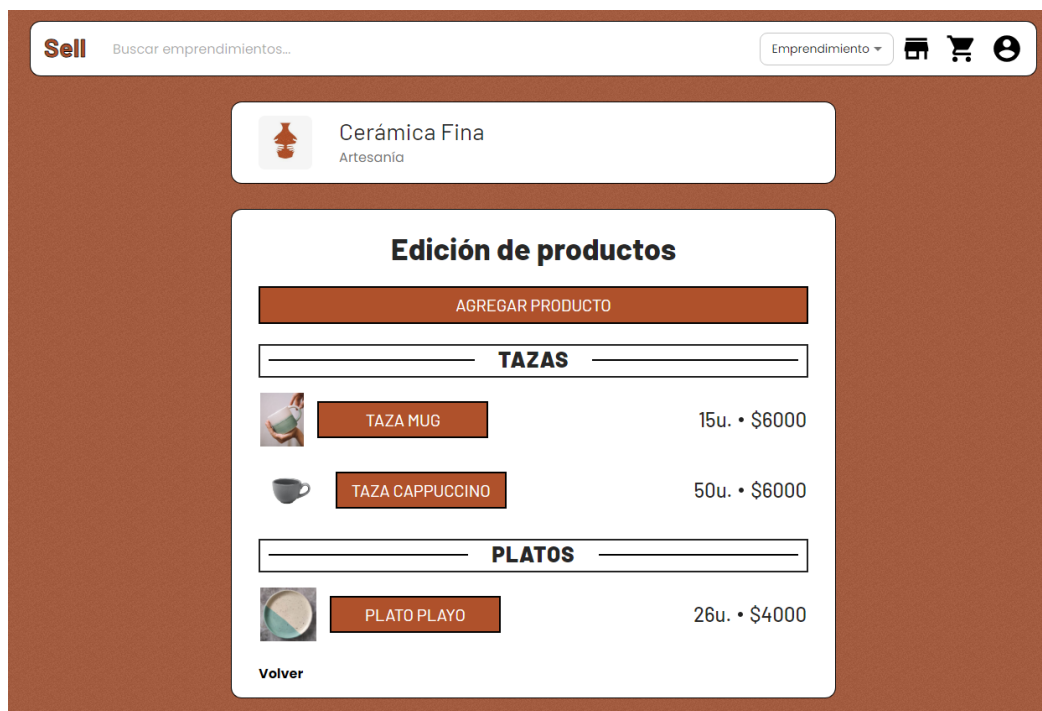 Sell
Buscar emprendimientos...
Emprendimiento
Cerámica Fina
Artesanía
Edición de productos
AGREGAR PRODUCTO
TAZAS
TAZA MUG 15u. • $6000
TAZA CAPPUCCINO 50u. • $6000
PLATOS
PLATO PLAYO 26u. • $4000
Volver